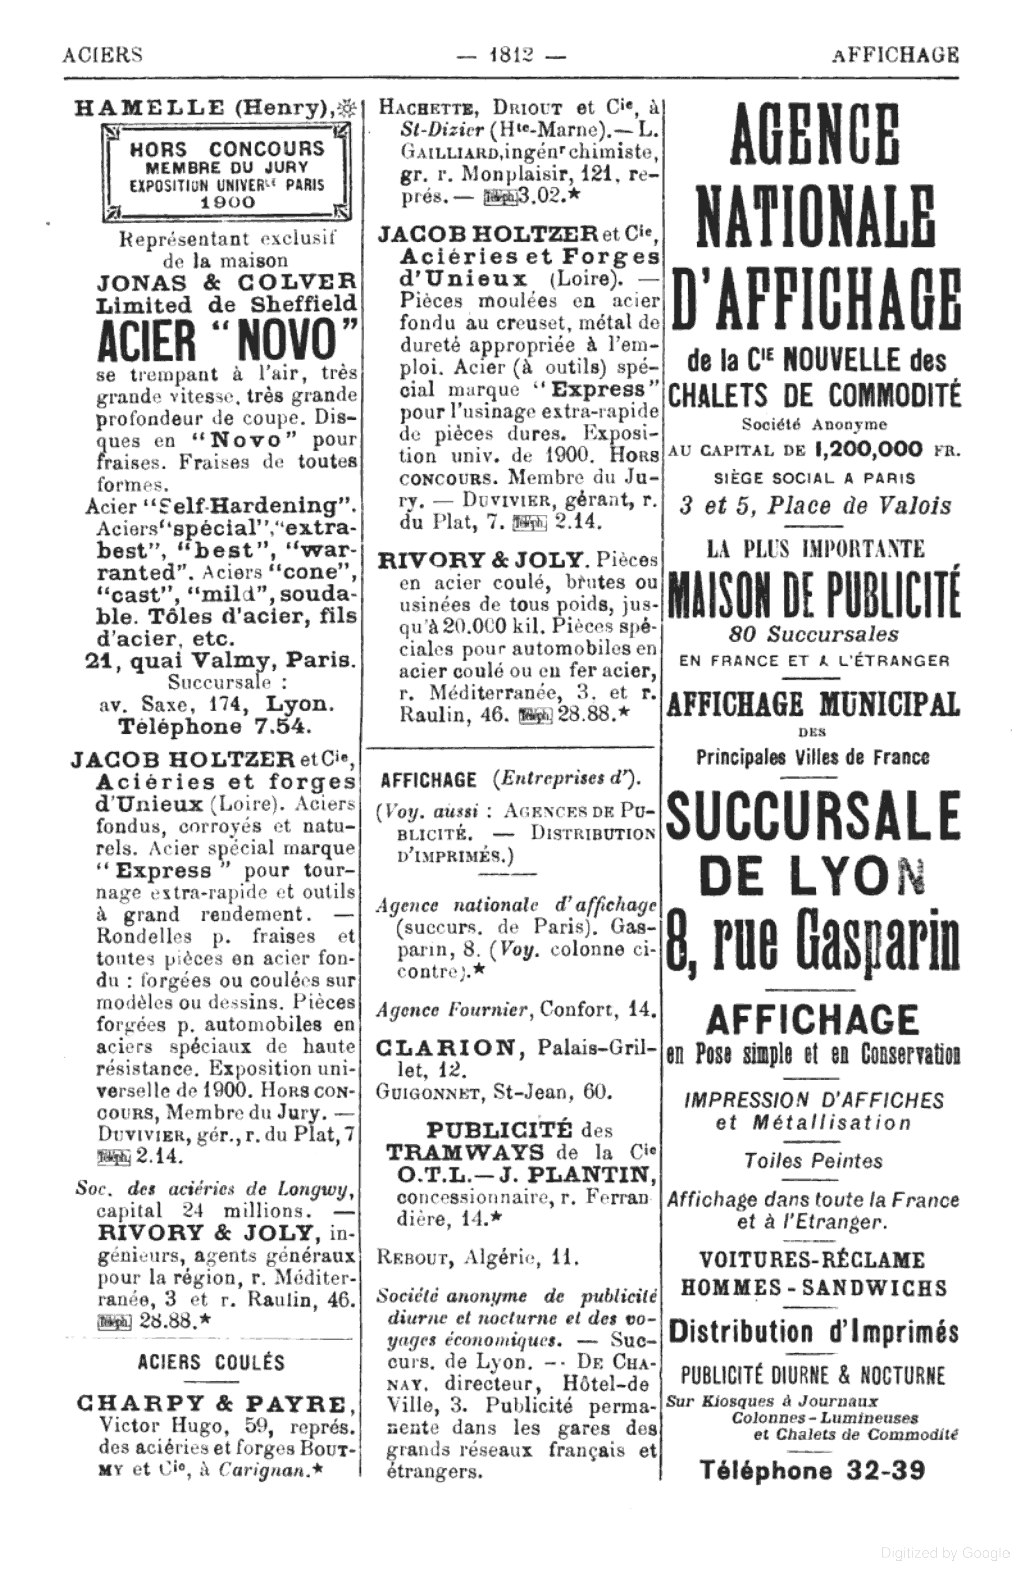 ACIERS — 1812 — AFFICHAGE
HAMELLE (Henry),
HORS CONCOURS
MEMBRE DU JURY
EXPOSITION UNIVERˡˡᵉ PARIS
1900
Représentant exclusif
de la maison
JONAS & COLVER
Limited de Sheffield
ACIER “NOVO”
se trempant à l'air, très
grande vitesse, très grande
profondeur de coupe. Dis-
ques en “Novo” pour
fraises. Fraises de toutes
formes.
Acier “Self-Hardening”.
Aciers “spécial”, “extra-
best”, “best”, “war-
ranted”. Aciers “cone”,
“cast”, “mild”, souda-
ble. Tôles d'acier, fils
d'acier, etc.
21, quai Valmy, Paris.
Succursale :
av. Saxe, 174, Lyon.
Téléphone 7.54.
JACOB HOLTZER et Cⁱᵉ,
Aciéries et forges
d'Unieux (Loire). Aciers
fondus, corroyés et natu-
rels. Acier spécial marque
“Express” pour tour-
nage extra-rapide et outils
à grand rendement. —
Rondelles p. fraises et
toutes pièces en acier fon-
du : forgées ou coulées sur
modèles ou dessins. Pièces
forgées p. automobiles en
aciers spéciaux de haute
résistance. Exposition uni-
verselle de 1900. HORS CON-
COURS, Membre du Jury. —
DUVIVIER, gér., r. du Plat, 7
Téléph. 2.14.
Soc. des aciéries de Longwy,
capital 24 millions. —
RIVORY & JOLY, in-
génieurs, agents généraux
pour la région, r. Méditer-
ranée, 3 et r. Raulin, 46.
Téléph. 28.88.★
ACIERS COULÉS
CHARPY & PAYRE,
Victor Hugo, 59, représ.
des aciéries et forges BOUT-
MY et Cⁱᵉ, à Carignan.★
HACHETTE, DRIOUT et Cⁱᵉ, à
St-Dizier (Hᵗᵉ-Marne).— L.
GAILLIARD, ingénʳ chimiste,
gr. r. Monplaisir, 121, re-
prés. — Téléph. 3.02.★
JACOB HOLTZER et Cⁱᵉ,
Aciéries et Forges
d'Unieux (Loire). —
Pièces moulées en acier
fondu au creuset, métal de
dureté appropriée à l'em-
ploi. Acier (à outils) spé-
cial marque “Express”
pour l'usinage extra-rapide
de pièces dures. Exposi-
tion univ. de 1900. HORS
CONCOURS. Membre du Ju-
ry. — DUVIVIER, gérant, r.
du Plat, 7. Téléph. 2.14.
RIVORY & JOLY. Pièces
en acier coulé, brutes ou
usinées de tous poids, jus-
qu'à 20.000 kil. Pièces spé-
ciales pour automobiles en
acier coulé ou en fer acier,
r. Méditerranée, 3. et r.
Raulin, 46. Téléph. 28.88.★
AFFICHAGE (Entreprises d').
(Voy. aussi : AGENCES DE PU-
BLICITÉ. — DISTRIBUTION
D'IMPRIMÉS.)
Agence nationale d'affichage
(succurs. de Paris). Gas-
parin, 8. (Voy. colonne ci-
contre).★
Agence Fournier, Confort, 14.
CLARION, Palais-Gril-
let, 12.
GUIGONNET, St-Jean, 60.
PUBLICITÉ des
TRAMWAYS de la Cⁱᵉ
O.T.L.— J. PLANTIN,
concessionnaire, r. Ferran
dière, 14.★
REBOUT, Algérie, 11.
Société anonyme de publicité
diurne et nocturne et des vo-
yages économiques. — Suc-
curs. de Lyon. — DE CHA-
NAY, directeur, Hôtel-de
Ville, 3. Publicité perma-
nente dans les gares des
grands réseaux français et
étrangers.
AGENCE
NATIONALE
D'AFFICHAGE
de la Cᴵᴱ NOUVELLE des
CHALETS DE COMMODITÉ
Société Anonyme
AU CAPITAL DE 1,200,000 FR.
SIÈGE SOCIAL A PARIS
3 et 5, Place de Valois
LA PLUS IMPORTANTE
MAISON DE PUBLICITÉ
80 Succursales
EN FRANCE ET A L'ÉTRANGER
AFFICHAGE MUNICIPAL
DES
Principales Villes de France
SUCCURSALE
DE LYON
8, rue Gasparin
AFFICHAGE
en Pose simple et en Conservation
IMPRESSION D'AFFICHES
et Métallisation
Toiles Peintes
Affichage dans toute la France
et à l'Etranger.
VOITURES-RÉCLAME
HOMMES - SANDWICHS
Distribution d'Imprimés
PUBLICITÉ DIURNE & NOCTURNE
Sur Kiosques à Journaux
Colonnes - Lumineuses
et Chalets de Commodité
Téléphone 32-39
Digitized by Google